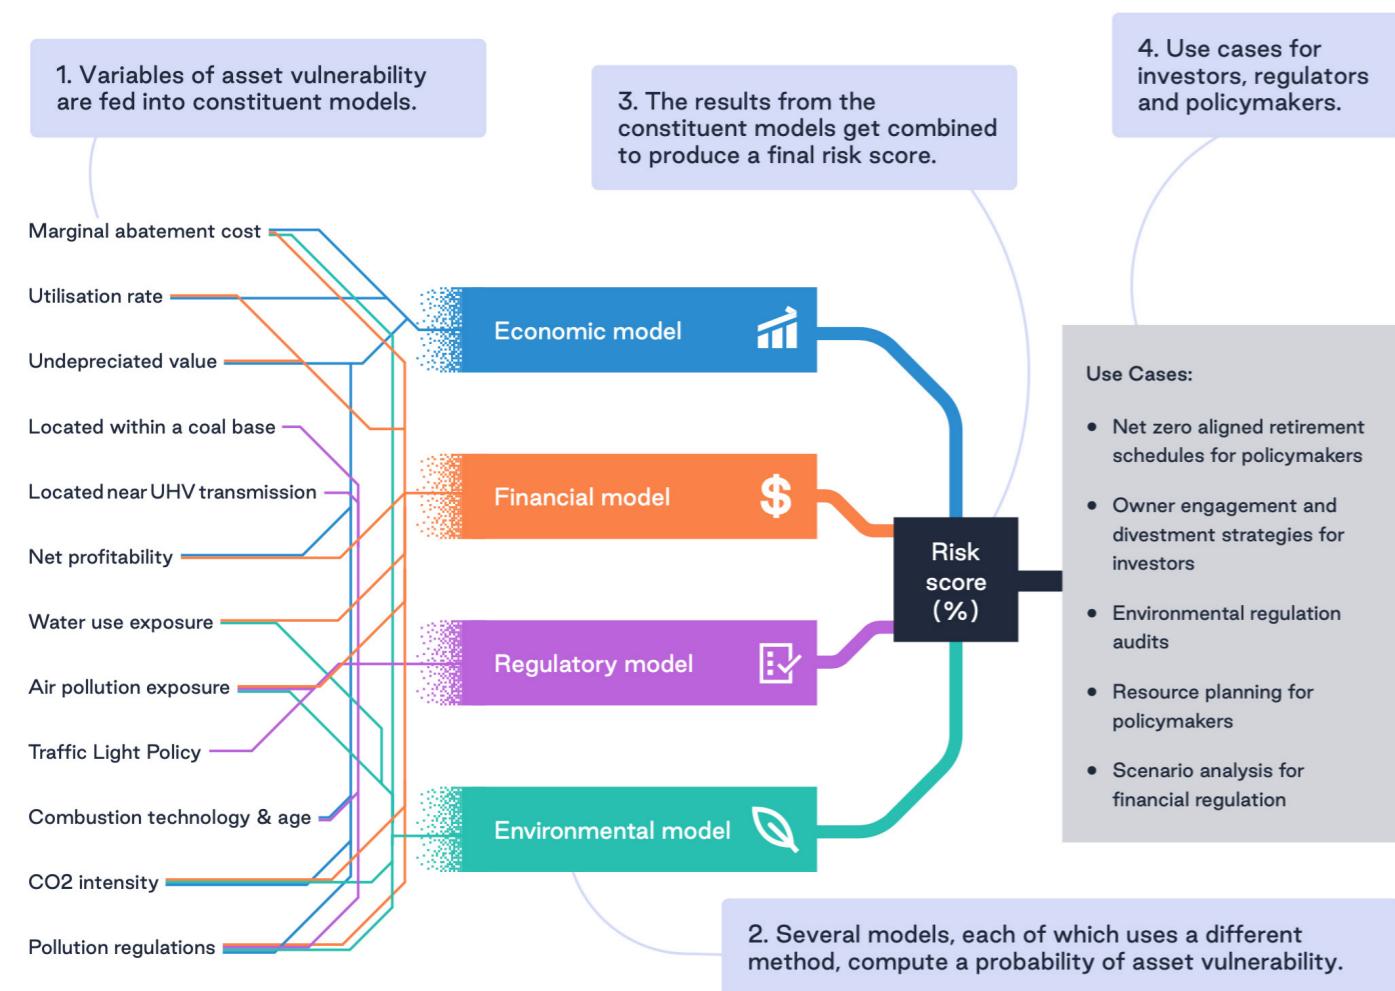 1. Variables of asset vulnerability
are fed into constituent models.
3. The results from the
constituent models get combined
to produce a final risk score.
4. Use cases for
investors, regulators
and policymakers.
Marginal abatement cost
Utilisation rate
Undepreciated value
Located within a coal base
Located near UHV transmission
Net profitability
Water use exposure
Air pollution exposure
Traffic Light Policy
Combustion technology & age
CO2 intensity
Pollution regulations
Economic model
Financial model
$
Regulatory model
Environmental model
Risk
score
(%)
Use Cases:
• Net zero aligned retirement
schedules for policymakers
• Owner engagement and
divestment strategies for
investors
• Environmental regulation
audits
• Resource planning for
policymakers
• Scenario analysis for
financial regulation
2. Several models, each of which uses a different
method, compute a probability of asset vulnerability.